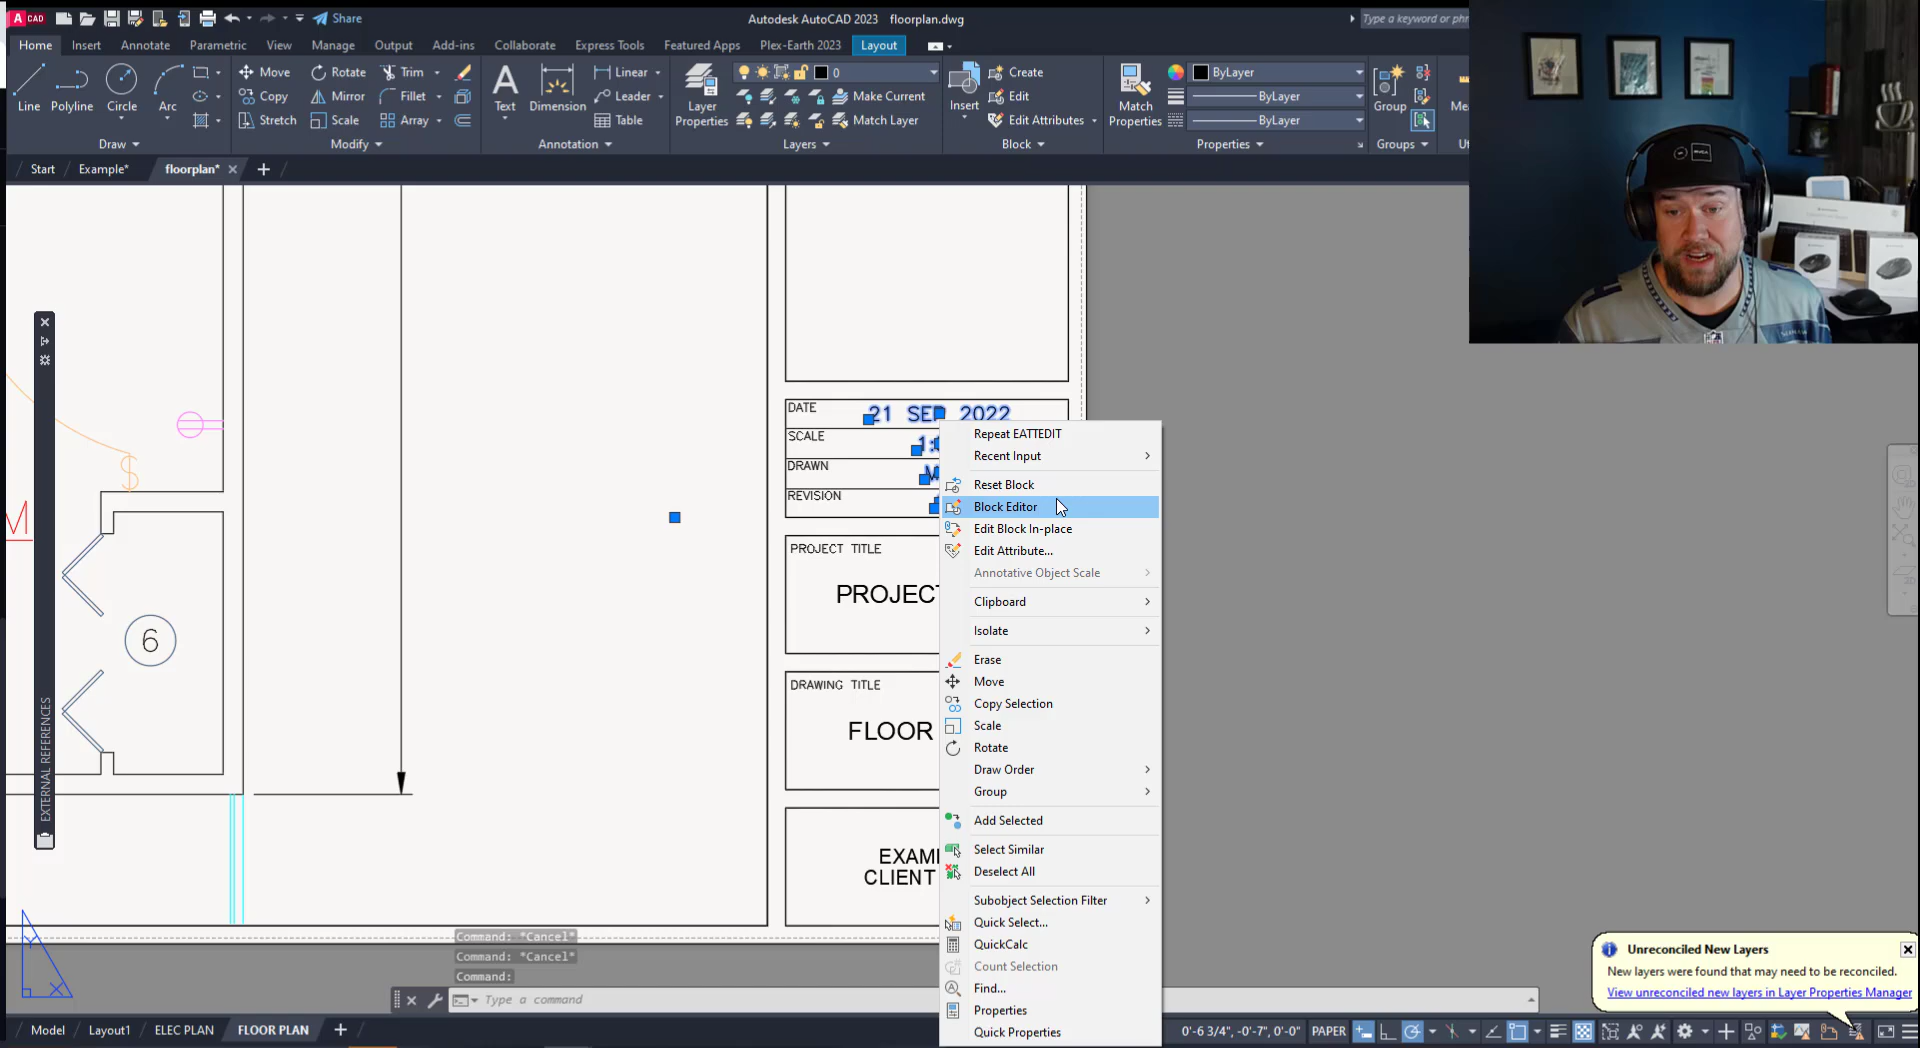 A CAD
Share
Autodesk AutoCAD 2023 floorplan.dwg
Type a keyword or phr
Home Insert Annotate Parametric View Manage Output Add-ins Collaborate Express Tools Featured Apps Plex-Earth 2023 Layout
Line Polyline Circle Arc
Move Rotate Trim
Copy Mirror Fillet
Stretch Scale Array
Text Dimension
Linear
Leader
Table
Layer Properties
0
Make Current
Match Layer
Insert
Create
Edit
Edit Attributes
Match Properties
ByLayer
ByLayer
ByLayer
Group
Draw Modify Annotation Layers Block Properties Groups
Start Example* floorplan*
DATE 21 SEP 2022
SCALE 1:
DRAWN M
REVISION
PROJECT TITLE
PROJECT
DRAWING TITLE
FLOOR
EXAM
CLIENT
6
$
M
EXTERNAL REFERENCES
Y
X
Repeat EATTEDIT
Recent Input
Reset Block
Block Editor
Edit Block In-place
Edit Attribute...
Annotative Object Scale
Clipboard
Isolate
Erase
Move
Copy Selection
Scale
Rotate
Draw Order
Group
Add Selected
Select Similar
Deselect All
Subobject Selection Filter
Quick Select...
QuickCalc
Count Selection
Find...
Properties
Quick Properties
Command: *Cancel*
Command: *Cancel*
Command:
Type a command
Unreconciled New Layers
New layers were found that may need to be reconciled.
View unreconciled new layers in Layer Properties Manager
Model Layout1 ELEC PLAN FLOOR PLAN
0'-6 3/4", -0'-7", 0'-0" PAPER